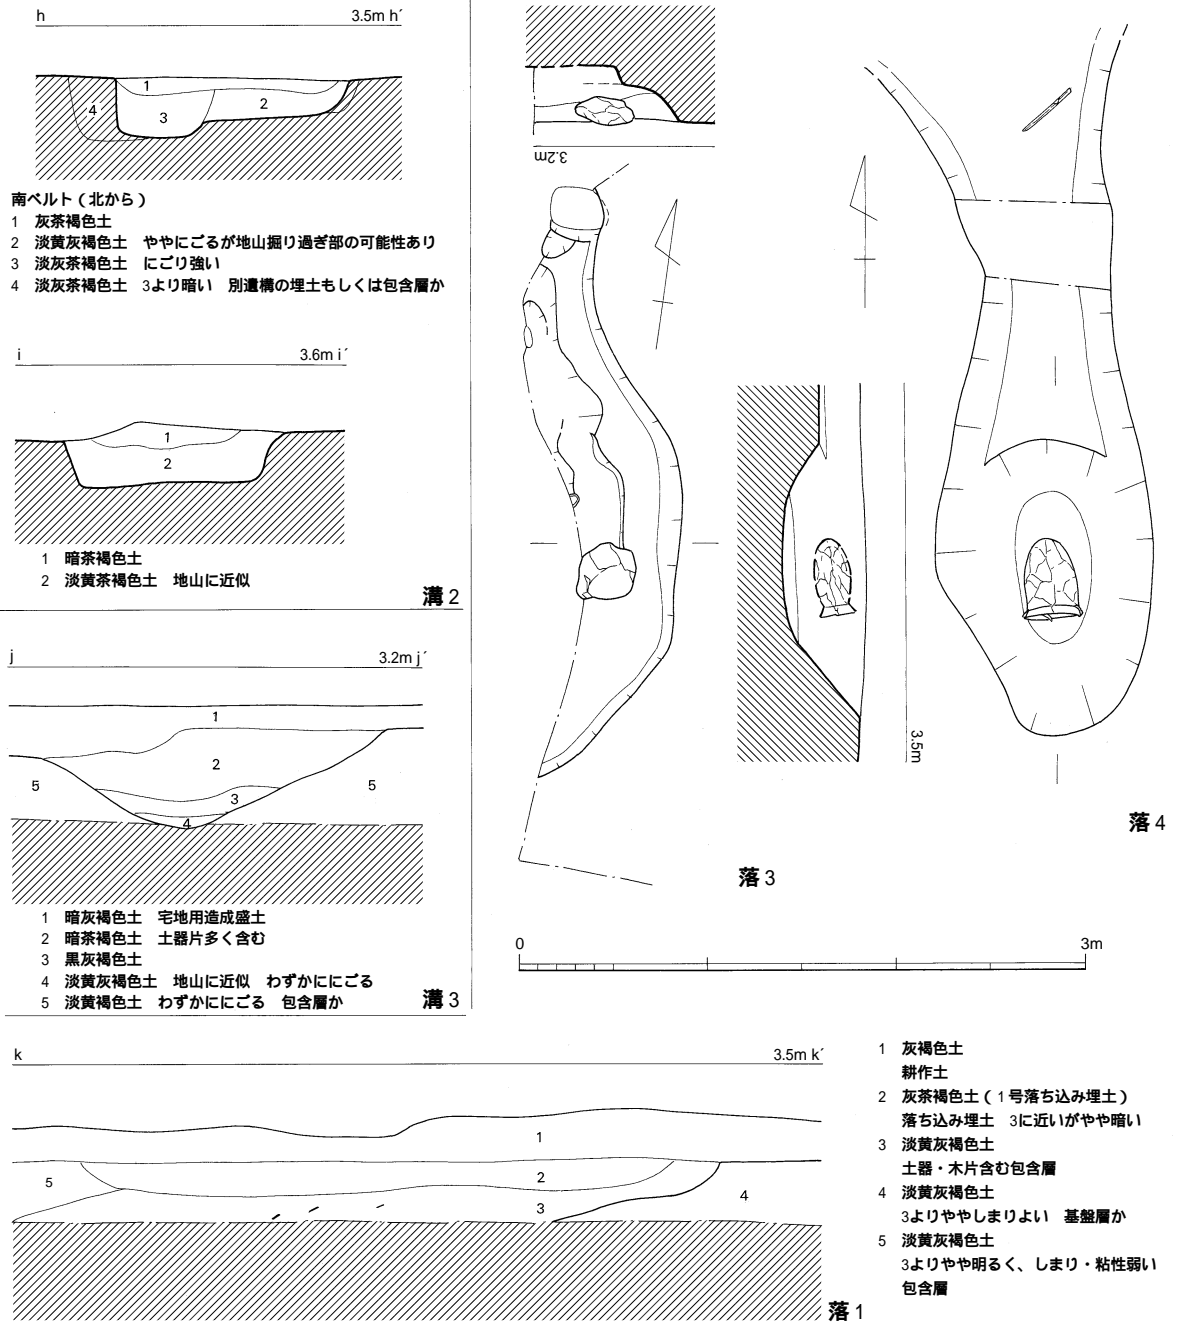 h 3.5m h´
1
2
3
4
南ベルト（北から）
1 灰茶褐色土
2 淡黄灰褐色土 ややにごるが地山掘り過ぎ部の可能性あり
3 淡灰茶褐色土 にごり強い
4 淡灰茶褐色土 3より暗い 別遺構の埋土もしくは包含層か
i 3.6m i´
1
2
1 暗茶褐色土
2 淡黄茶褐色土 地山に近似
溝 2
j 3.2m j´
1
2
3
4
5 5
1 暗灰褐色土 宅地用造成盛土
2 暗茶褐色土 土器片多く含む
3 黒灰褐色土
4 淡黄灰褐色土 地山に近似 わずかににごる
5 淡黄褐色土 わずかににごる 包含層か
溝 3
3.2m
落 3
3.5m
落 4
0 3m
k 3.5m k´
1
2
3
4
5
1 灰褐色土
耕作土
2 灰茶褐色土（1号落ち込み埋土）
落ち込み埋土 3に近いがやや暗い
3 淡黄灰褐色土
土器・木片含む包含層
4 淡黄灰褐色土
3よりややしまりよい 基盤層か
5 淡黄灰褐色土
3よりやや明るく、しまり・粘性弱い
包含層
落 1